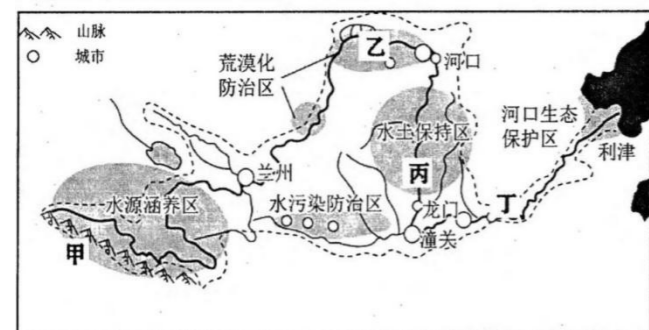 山脉
城市
荒漠化
防治区
乙
河口
水土保持区
河口生态
保护区
利津
兰州
水源涵养区
水污染防治区
丙
龙门
丁
潼关
甲